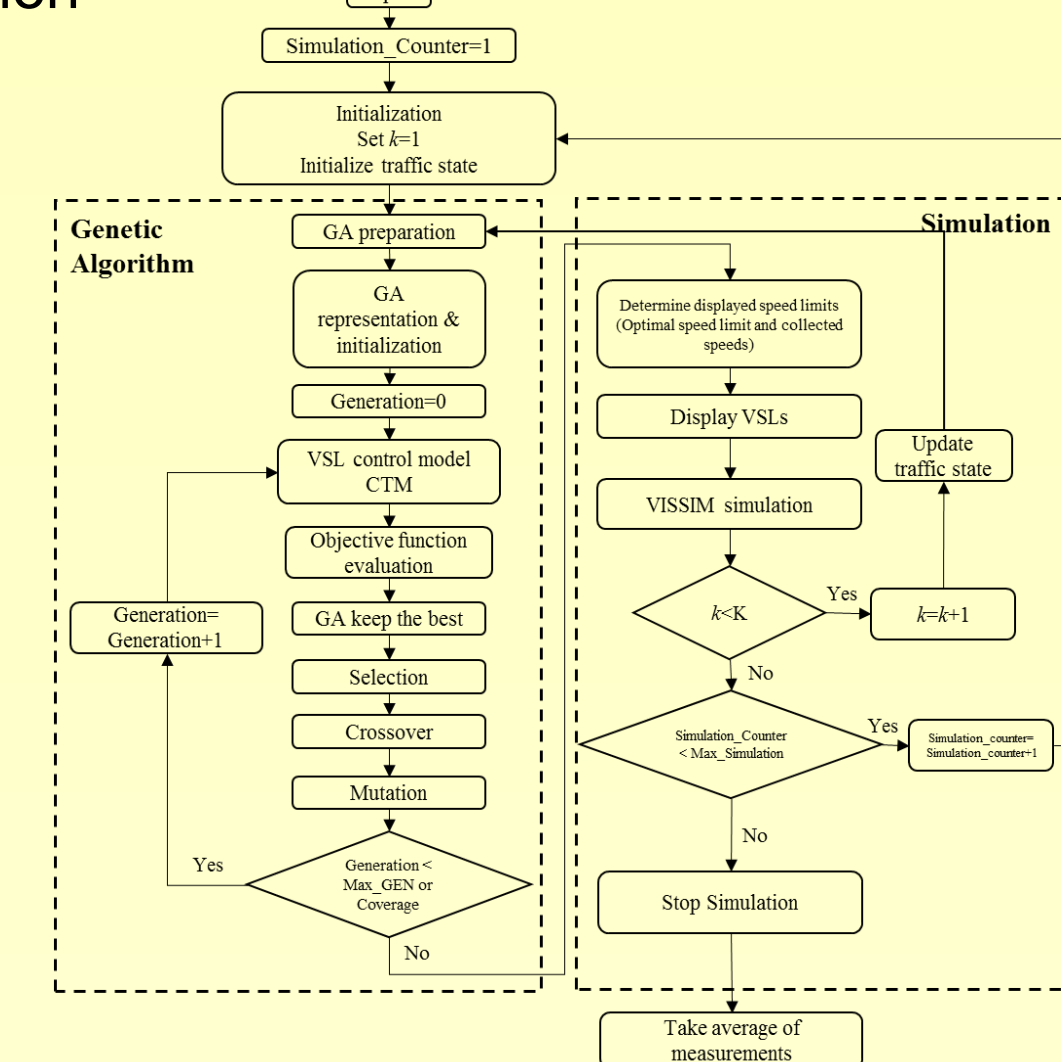 Simulation_Counter=1
Initialization
Set k=1
Initialize traffic state
Genetic
Algorithm
GA preparation
GA
representation &
initialization
Generation=0
VSL control model
CTM
Objective function
evaluation
GA keep the best
Generation=
Generation+1
Selection
Crossover
Mutation
Generation <
Max_GEN or
Coverage
Yes
No
Simulation
Determine displayed speed limits
(Optimal speed limit and collected
speeds)
Display VSLs
VISSIM simulation
k<K
Yes
k=k+1
Update
traffic state
No
Simulation_Counter
< Max_Simulation
Yes
Simulation_counter=
Simulation_counter+1
No
Stop Simulation
Take average of
measurements